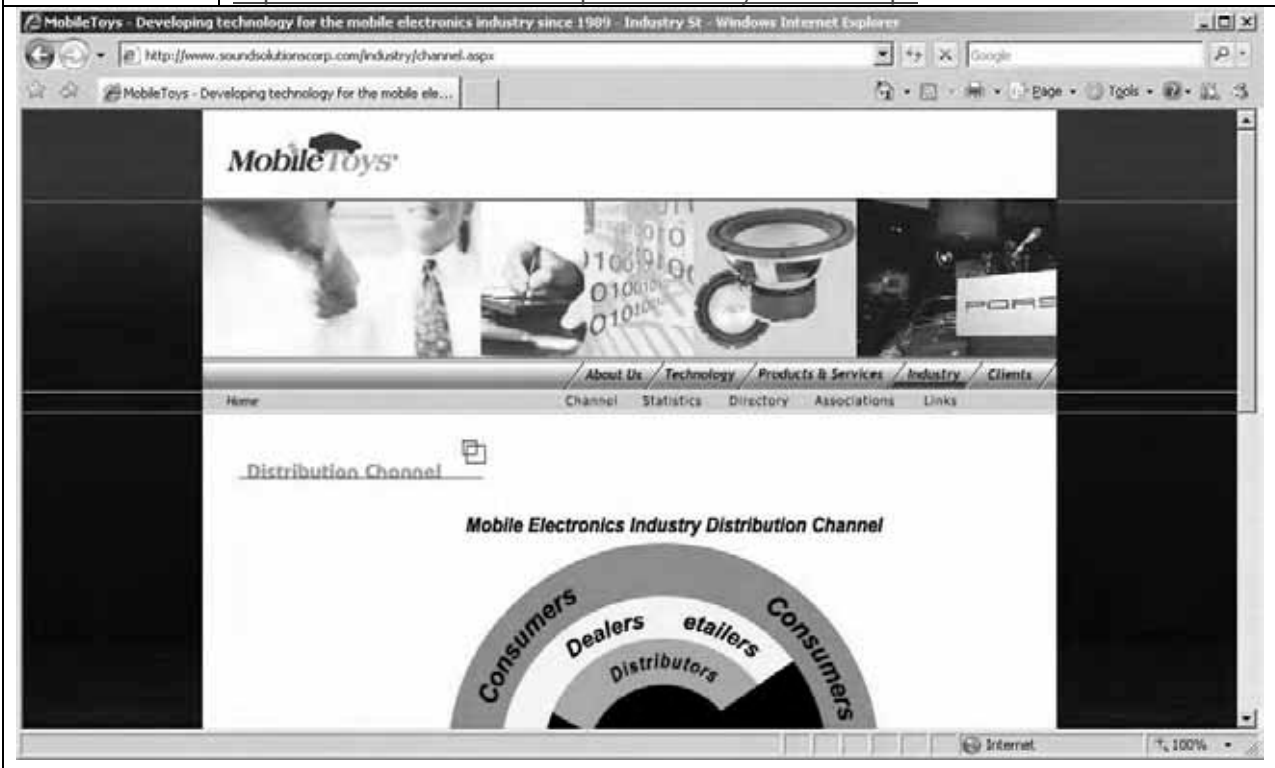 MobileToys - Developing technology for the mobile electronics industry since 1989 - Industry St - Windows Internet Explorer
http://www.soundsolutionscorp.com/industry/channel.aspx
Google
MobileToys - Developing technology for the mobile ele...
Page
Tools
MobileToys
PORS
About Us Technology Products & Services Industry Clients
Home Channel Statistics Directory Associations Links
Distribution Channel
Mobile Electronics Industry Distribution Channel
Consumers Consumers
Dealers etailers
Distributors
Internet 100%